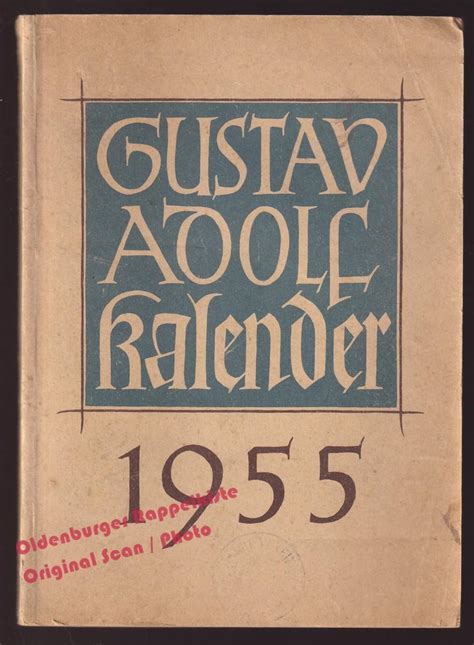 GUSTAV
ADOLF
Kalender
1955
Oldenburger Rappelkiste
Original Scan | Photo